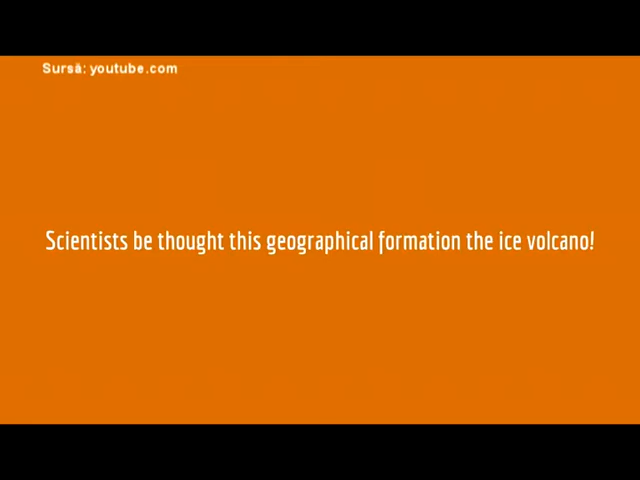 Sursă: youtube.com
Scientists be thought this geographical formation the ice volcano!